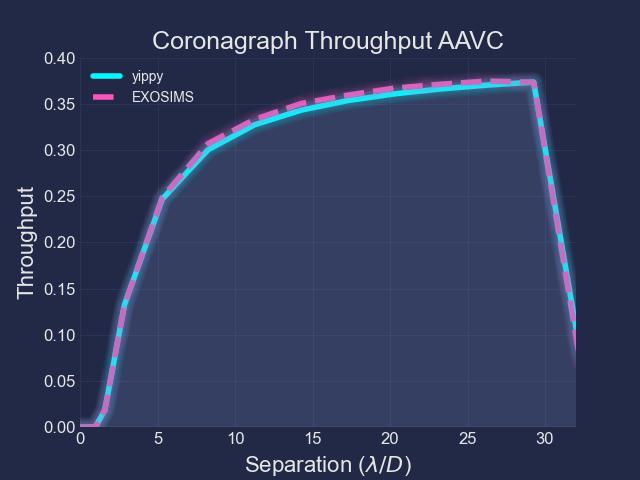 Coronagraph Throughput AAVC
yippy
EXOSIMS
0.40
0.35
0.30
0.25
0.20
0.15
0.10
0.05
0.00
Throughput
0 5 10 15 20 25 30
Separation (λ/D)